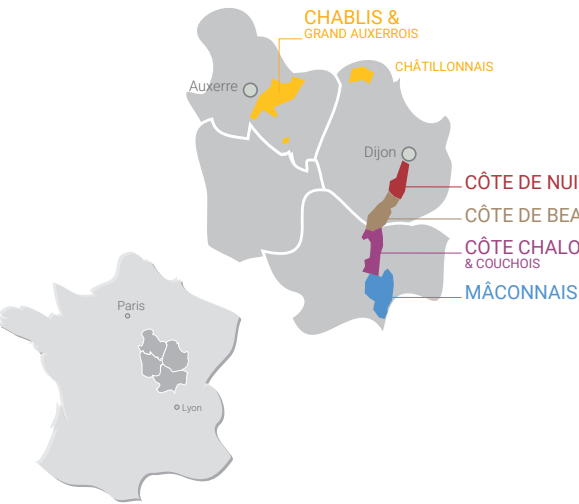 CHABLIS &
GRAND AUXERROIS
CHÂTILLONNAIS
Auxerre
Dijon
CÔTE DE NUI
CÔTE DE BEA
CÔTE CHALO
& COUCHOIS
MÂCONNAIS
Paris
Lyon